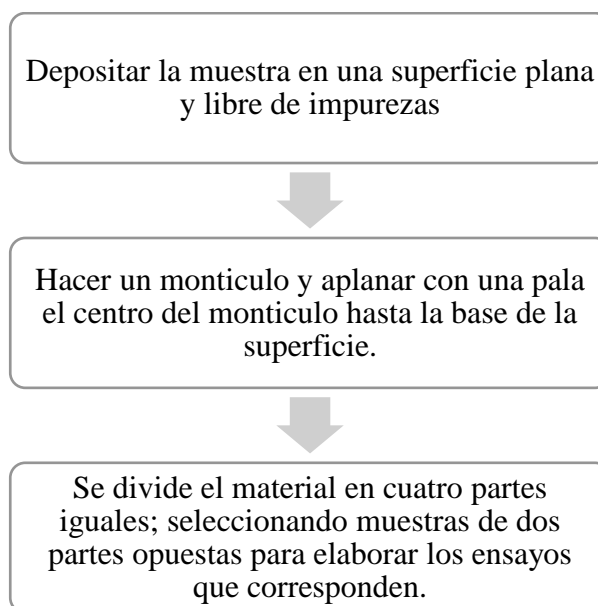 Depositar la muestra en una superficie plana
y libre de impurezas
Hacer un monticulo y aplanar con una pala
el centro del monticulo hasta la base de la
superficie.
Se divide el material en cuatro partes
iguales; seleccionando muestras de dos
partes opuestas para elaborar los ensayos
que corresponden.